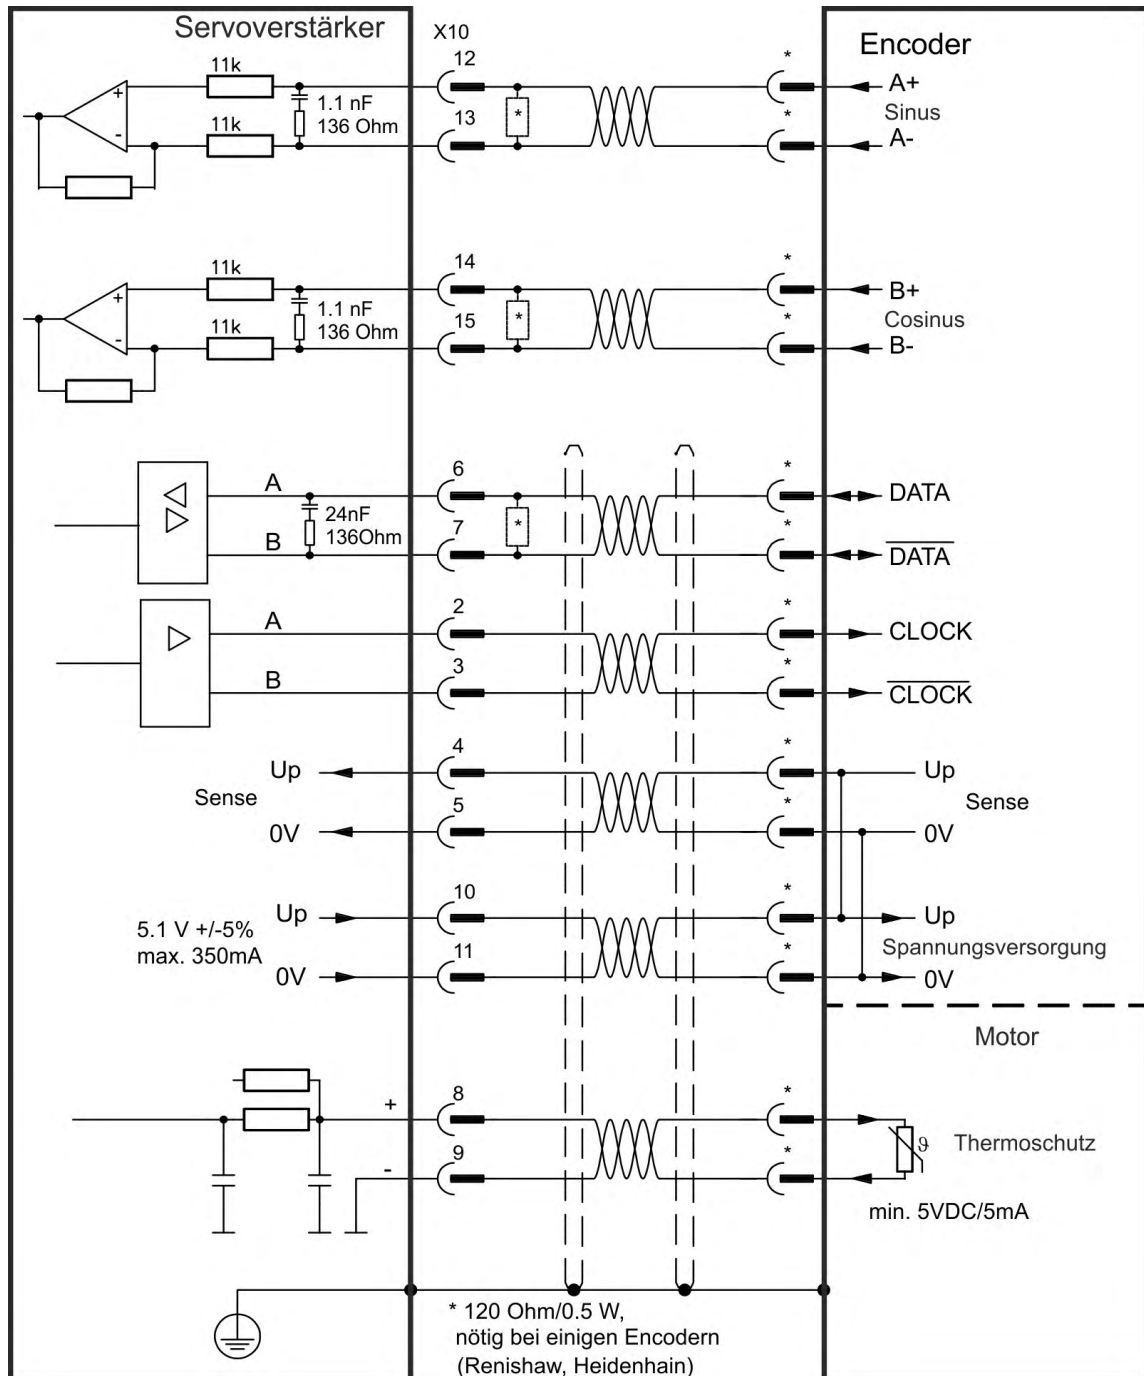 Servoverstärker
X10
Encoder
11k
12
*
A+
1.1 nF
136 Ohm
*
Sinus
11k
13
*
A-
+
-
11k
14
*
B+
1.1 nF
136 Ohm
*
Cosinus
11k
15
*
B-
+
-
A
6
*
DATA
24nF
136Ohm
*
B
7
*
DATA
A
2
*
CLOCK
B
3
*
CLOCK
Up
4
*
Up
Sense
Sense
0V
5
*
0V
Up
10
*
Up
5.1 V +/-5%
max. 350mA
Spannungsversorgung
0V
11
*
0V
Motor
+
8
*
ϑ
Thermoschutz
-
9
*
min. 5VDC/5mA
* 120 Ohm/0.5 W,
nötig bei einigen Encodern
(Renishaw, Heidenhain)